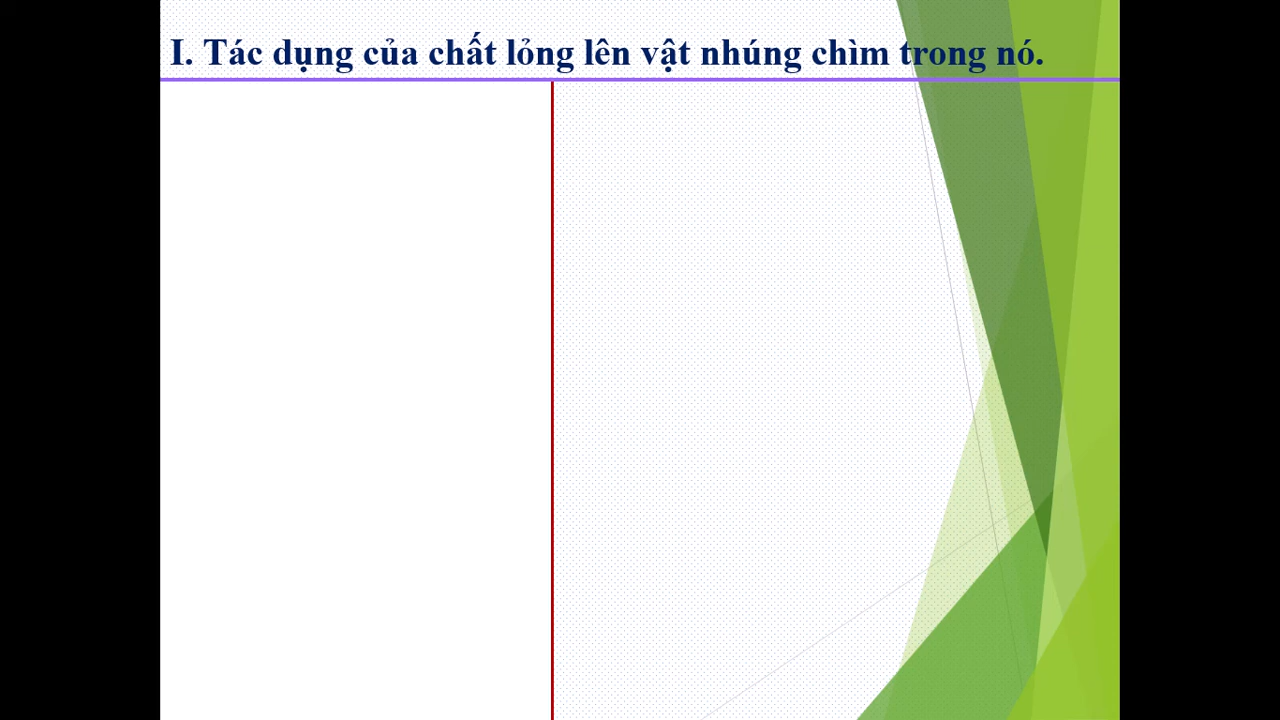 I. Tác dụng của chất lỏng lên vật nhúng chìm trong nó.